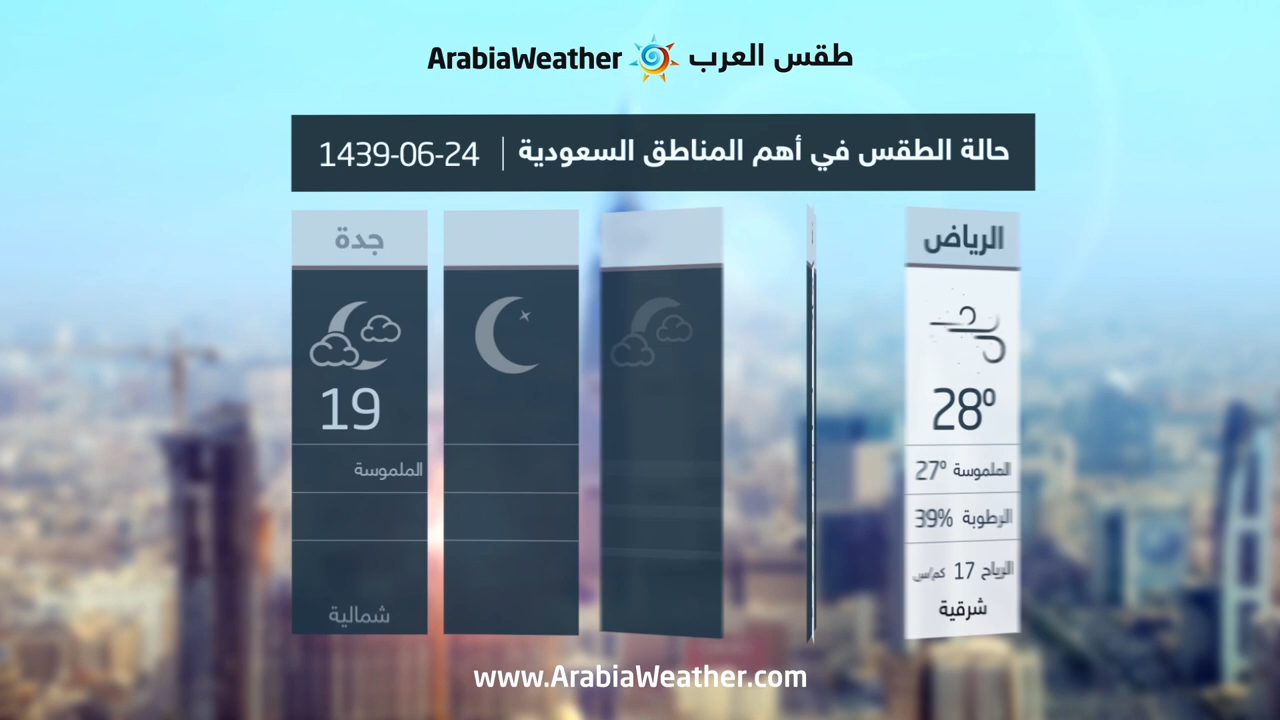 طقس العرب ArabiaWeather
حالة الطقس في أهم المناطق السعودية | 1439-06-24
الرياض
28°
الملموسة 27°
الرطوبة 39%
الرياح 17 كم/س
شرقية
جدة
19
الملموسة
شمالية
www.ArabiaWeather.com